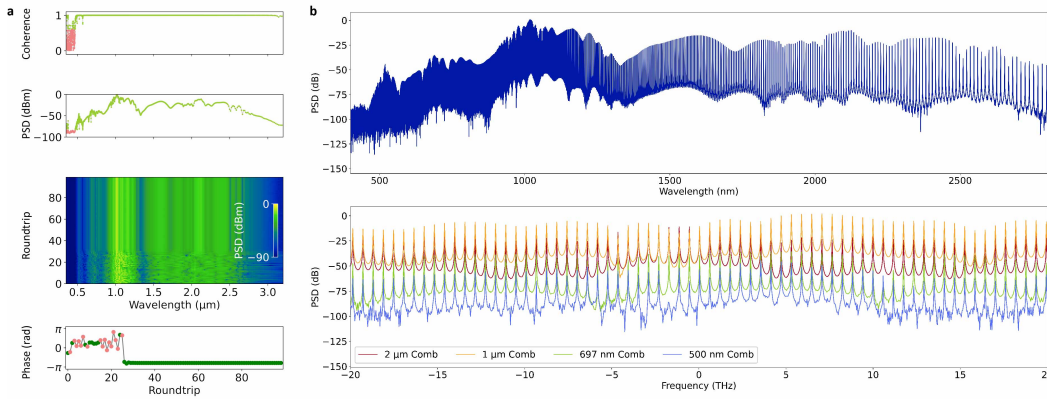 a
Coherence
1
0
PSD (dBm)
0
−50
−100
Roundtrip
80
60
40
20
0
PSD (dBm)
0
−90
0.5 1.0 1.5 2.0 2.5 3.0
Wavelength (μm)
Phase (rad)
π
0
−π
0 20 40 60 80
Roundtrip
b
PSD (dB)
0
−25
−50
−75
−100
−125
−150
500 1000 1500 2000 2500
Wavelength (nm)
PSD (dB)
0
−25
−50
−75
−100
−125
−150
2 μm Comb 1 μm Comb 697 nm Comb 500 nm Comb
−20 −15 −10 −5 0 5 10 15
Frequency (THz)